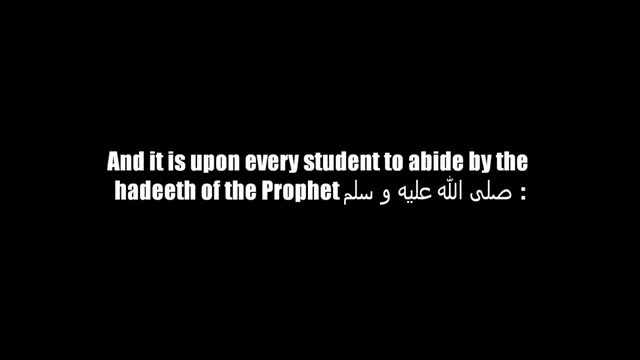 And it is upon every student to abide by the
hadeeth of the Prophet صلى الله عليه و سلم :